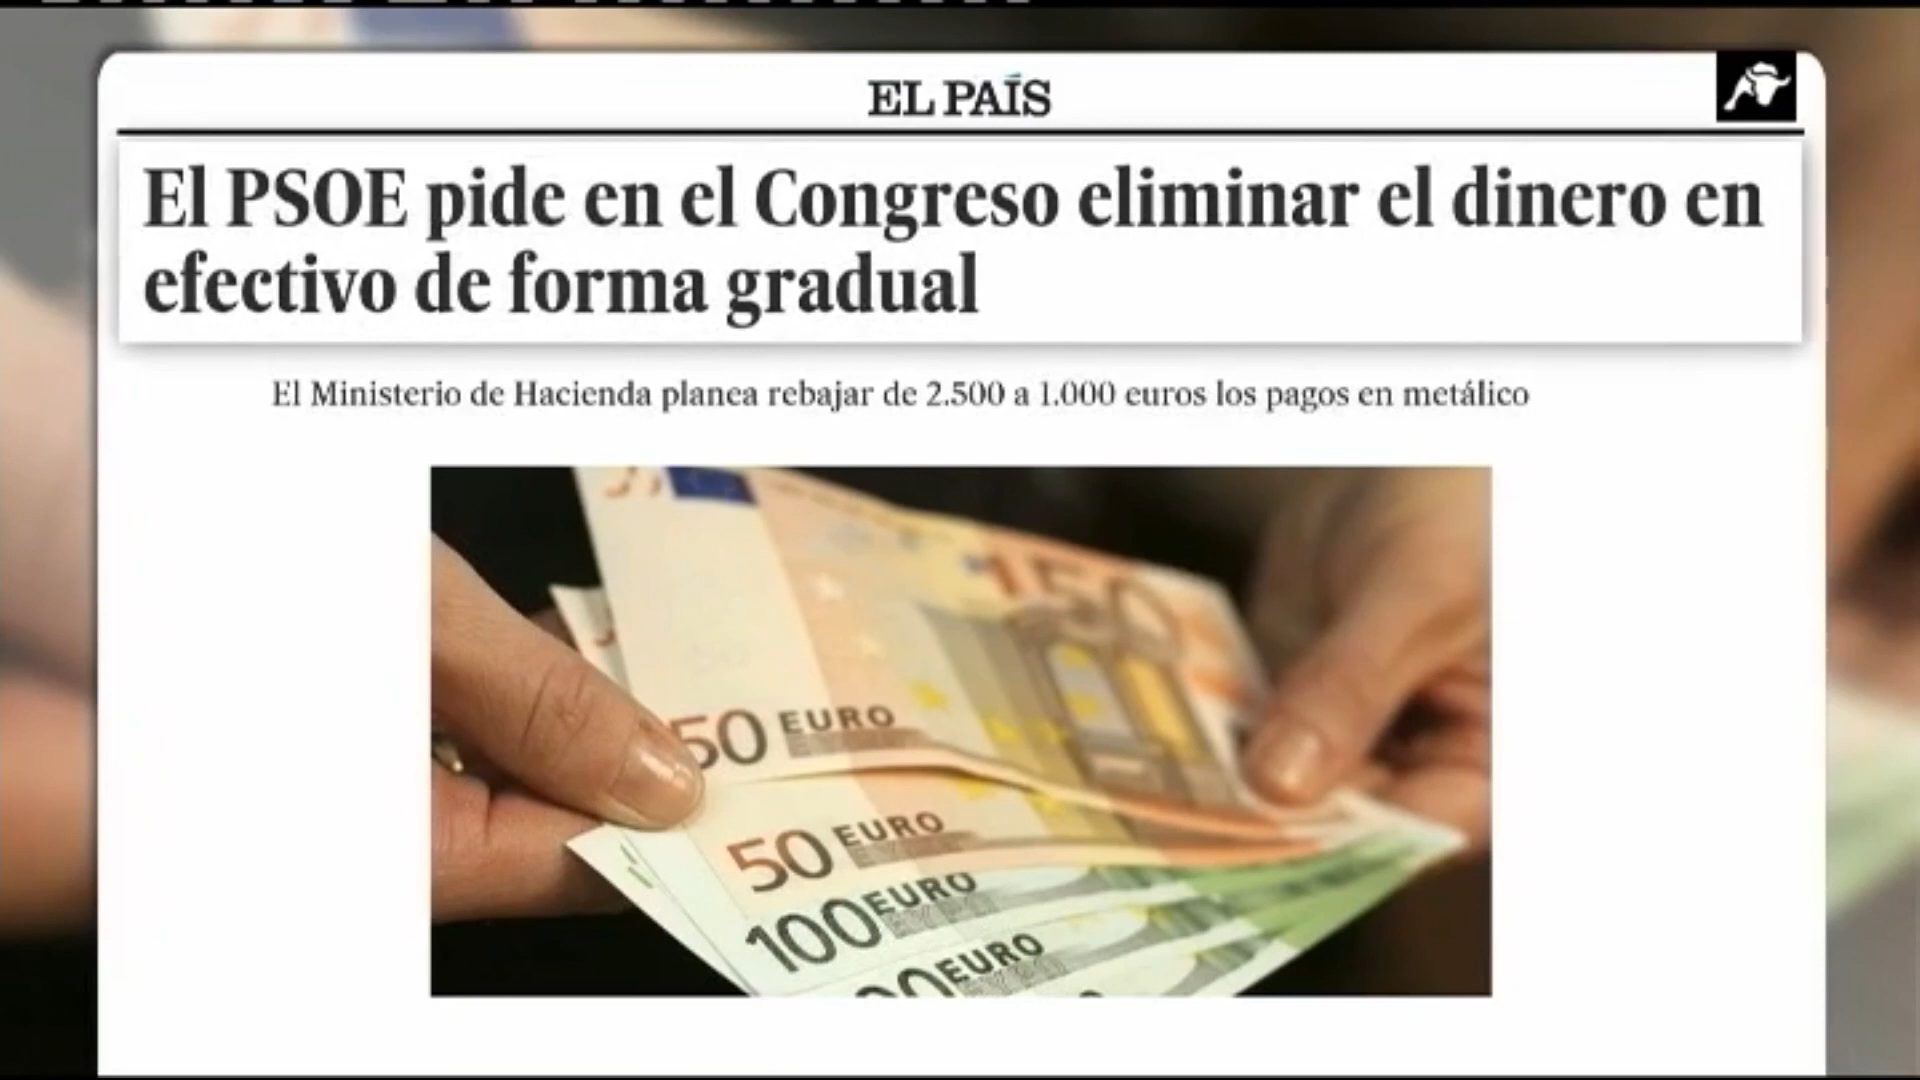 EL PAÍS
El PSOE pide en el Congreso eliminar el dinero en
efectivo de forma gradual
El Ministerio de Hacienda planea rebajar de 2.500 a 1.000 euros los pagos en metálico
50 EURO
50 EURO
100 EURO
EURO